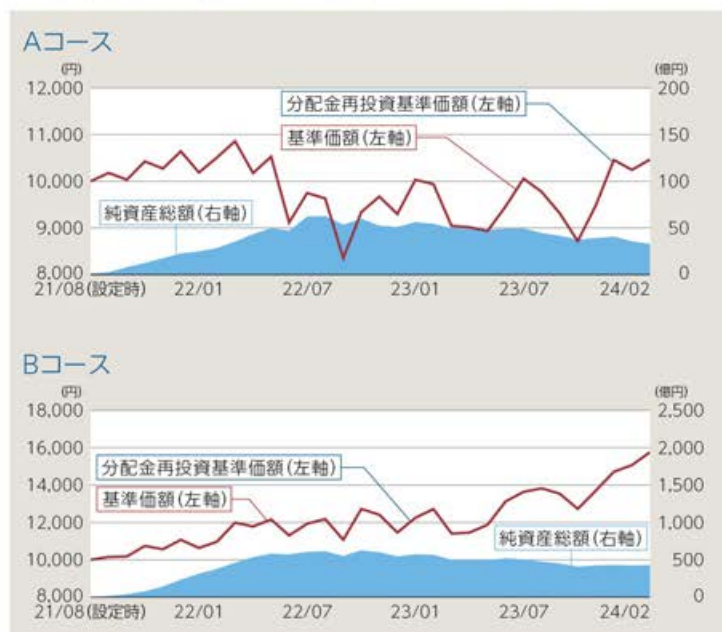 Aコース
(円)
(億円)
12,000
200
分配金再投資基準価額(左軸)
11,000
150
基準価額(左軸)
10,000
100
純資産総額(右軸)
9,000
50
8,000
0
21/08(設定時) 22/01 22/07 23/01 23/07 24/02
Bコース
(円)
(億円)
18,000
2,500
16,000
2,000
分配金再投資基準価額(左軸)
14,000
1,500
基準価額(左軸)
12,000
1,000
純資産総額(右軸)
10,000
500
8,000
0
21/08(設定時) 22/01 22/07 23/01 23/07 24/02